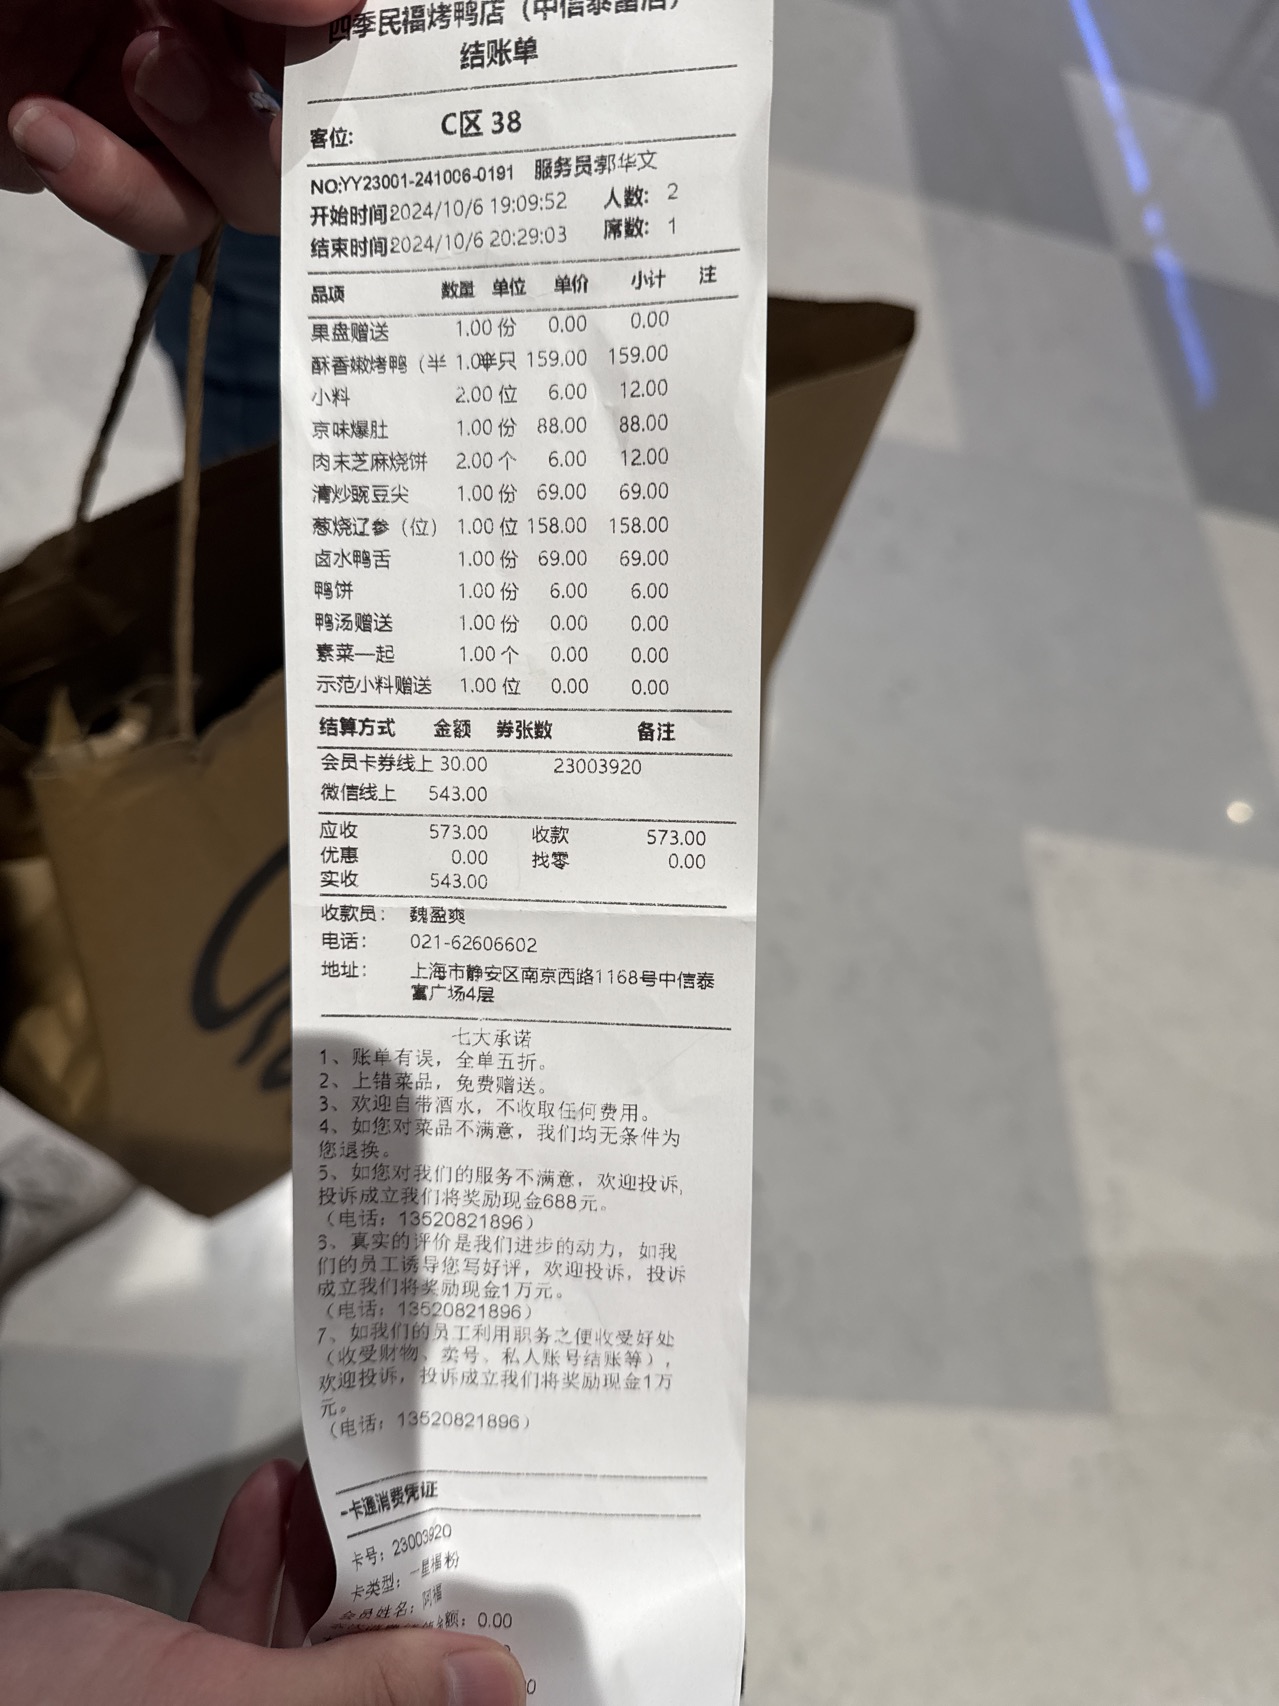 四季民福烤鸭店（中信泰富店）
结账单
客位: C区 38
NO:YY23001-241006-0191 服务员郭华文
开始时间2024/10/6 19:09:52 人数: 2
结束时间2024/10/6 20:29:03 席数: 1
品项 数量 单位 单价 小计 注
果盘赠送 1.00 份 0.00 0.00
酥香嫩烤鸭（半 1.00半只 159.00 159.00
小料 2.00 位 6.00 12.00
京味爆肚 1.00 份 88.00 88.00
肉末芝麻烧饼 2.00 个 6.00 12.00
清炒豌豆尖 1.00 份 69.00 69.00
葱烧辽参（位） 1.00 位 158.00 158.00
卤水鸭舌 1.00 份 69.00 69.00
鸭饼 1.00 份 6.00 6.00
鸭汤赠送 1.00 份 0.00 0.00
素菜一起 1.00 个 0.00 0.00
示范小料赠送 1.00 位 0.00 0.00
结算方式 金额 券张数 备注
会员卡券线上 30.00 23003920
微信线上 543.00
应收 573.00 收款 573.00
优惠 0.00 找零 0.00
实收 543.00
收款员: 魏盈爽
电话: 021-62606602
地址: 上海市静安区南京西路1168号中信泰
富广场4层
七大承诺
1、账单有误，全单五折。
2、上错菜品，免费赠送。
3、欢迎自带酒水，不收取任何费用。
4、如您对菜品不满意，我们均无条件为
您退换。
5、如您对我们的服务不满意，欢迎投诉,
投诉成立我们将奖励现金688元。
（电话：13520821896）
6、真实的评价是我们进步的动力，如我
们的员工诱导您写好评，欢迎投诉，投诉
成立我们将奖励现金1万元。
（电话：13520821896）
7、如我们的员工利用职务之便收受好处
（收受财物、卖号、私人账号结账等），
欢迎投诉，投诉成立我们将奖励现金1万
元。
（电话：13520821896）
一卡通消费凭证
卡号：23003920
卡类型：一星福粉
会员姓名：阿福
额：0.00